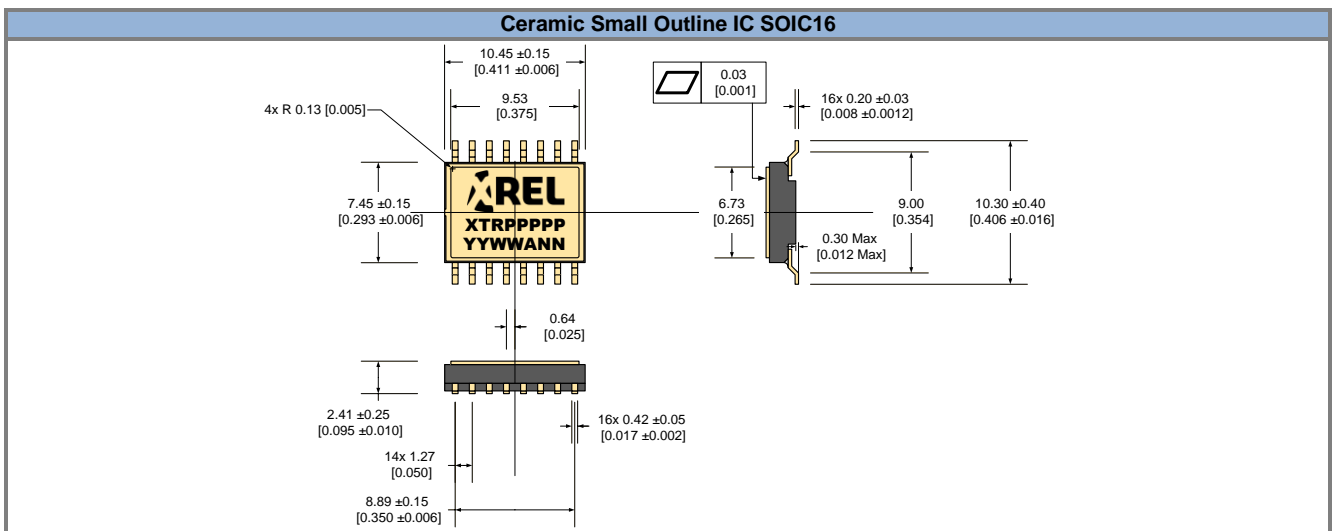 Ceramic Small Outline IC SOIC16
10.45 ±0.15
[0.411 ±0.006]
9.53
[0.375]
4x R 0.13 [0.005]
0.03
[0.001]
16x 0.20 ±0.03
[0.008 ±0.0012]
7.45 ±0.15
[0.293 ±0.006]
XREL
XTRPPPPP
YYWWANN
6.73
[0.265]
9.00
[0.354]
10.30 ±0.40
[0.406 ±0.016]
0.30 Max
[0.012 Max]
0.64
[0.025]
2.41 ±0.25
[0.095 ±0.010]
16x 0.42 ±0.05
[0.017 ±0.002]
14x 1.27
[0.050]
8.89 ±0.15
[0.350 ±0.006]